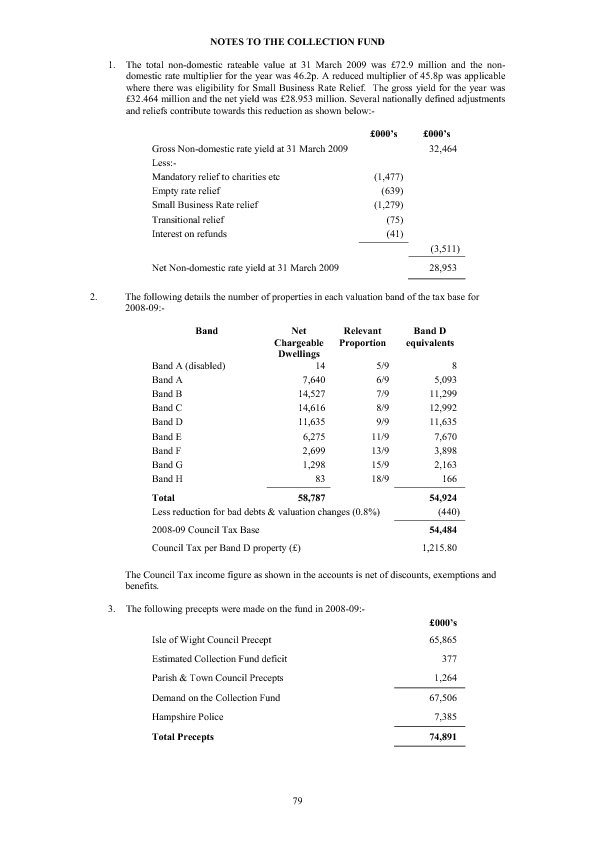 NOTES TO THE COLLECTION FUND
1. The total non-domestic rateable value at 31 March 2009 was £72.9 million and the non-
domestic rate multiplier for the year was 46.2p. A reduced multiplier of 45.8p was applicable
where there was eligibility for Small Business Rate Relief. The gross yield for the year was
£32.464 million and the net yield was £28.953 million. Several nationally defined adjustments
and reliefs contribute towards this reduction as shown below:-
£000’s £000’s
Gross Non-domestic rate yield at 31 March 2009 32,464
Less:-
Mandatory relief to charities etc (1,477)
Empty rate relief (639)
Small Business Rate relief (1,279)
Transitional relief (75)
Interest on refunds (41)
(3,511)
Net Non-domestic rate yield at 31 March 2009 28,953
2. The following details the number of properties in each valuation band of the tax base for
2008-09:-
Band Net Relevant Band D
Chargeable Proportion equivalents
Dwellings
Band A (disabled) 14 5/9 8
Band A 7,640 6/9 5,093
Band B 14,527 7/9 11,299
Band C 14,616 8/9 12,992
Band D 11,635 9/9 11,635
Band E 6,275 11/9 7,670
Band F 2,699 13/9 3,898
Band G 1,298 15/9 2,163
Band H 83 18/9 166
Total 58,787 54,924
Less reduction for bad debts & valuation changes (0.8%) (440)
2008-09 Council Tax Base 54,484
Council Tax per Band D property (£) 1,215.80
The Council Tax income figure as shown in the accounts is net of discounts, exemptions and
benefits.
3. The following precepts were made on the fund in 2008-09:-
£000’s
Isle of Wight Council Precept 65,865
Estimated Collection Fund deficit 377
Parish & Town Council Precepts 1,264
Demand on the Collection Fund 67,506
Hampshire Police 7,385
Total Precepts 74,891
79